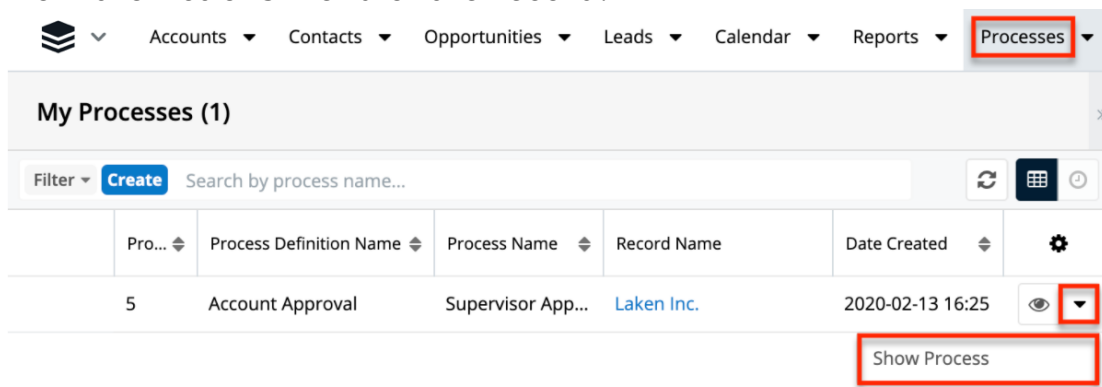 Accounts Contacts Opportunities Leads Calendar Reports Processes
My Processes (1)
Filter Create Search by process name...
Pro... Process Definition Name Process Name Record Name Date Created
5 Account Approval Supervisor App... Laken Inc. 2020-02-13 16:25
Show Process